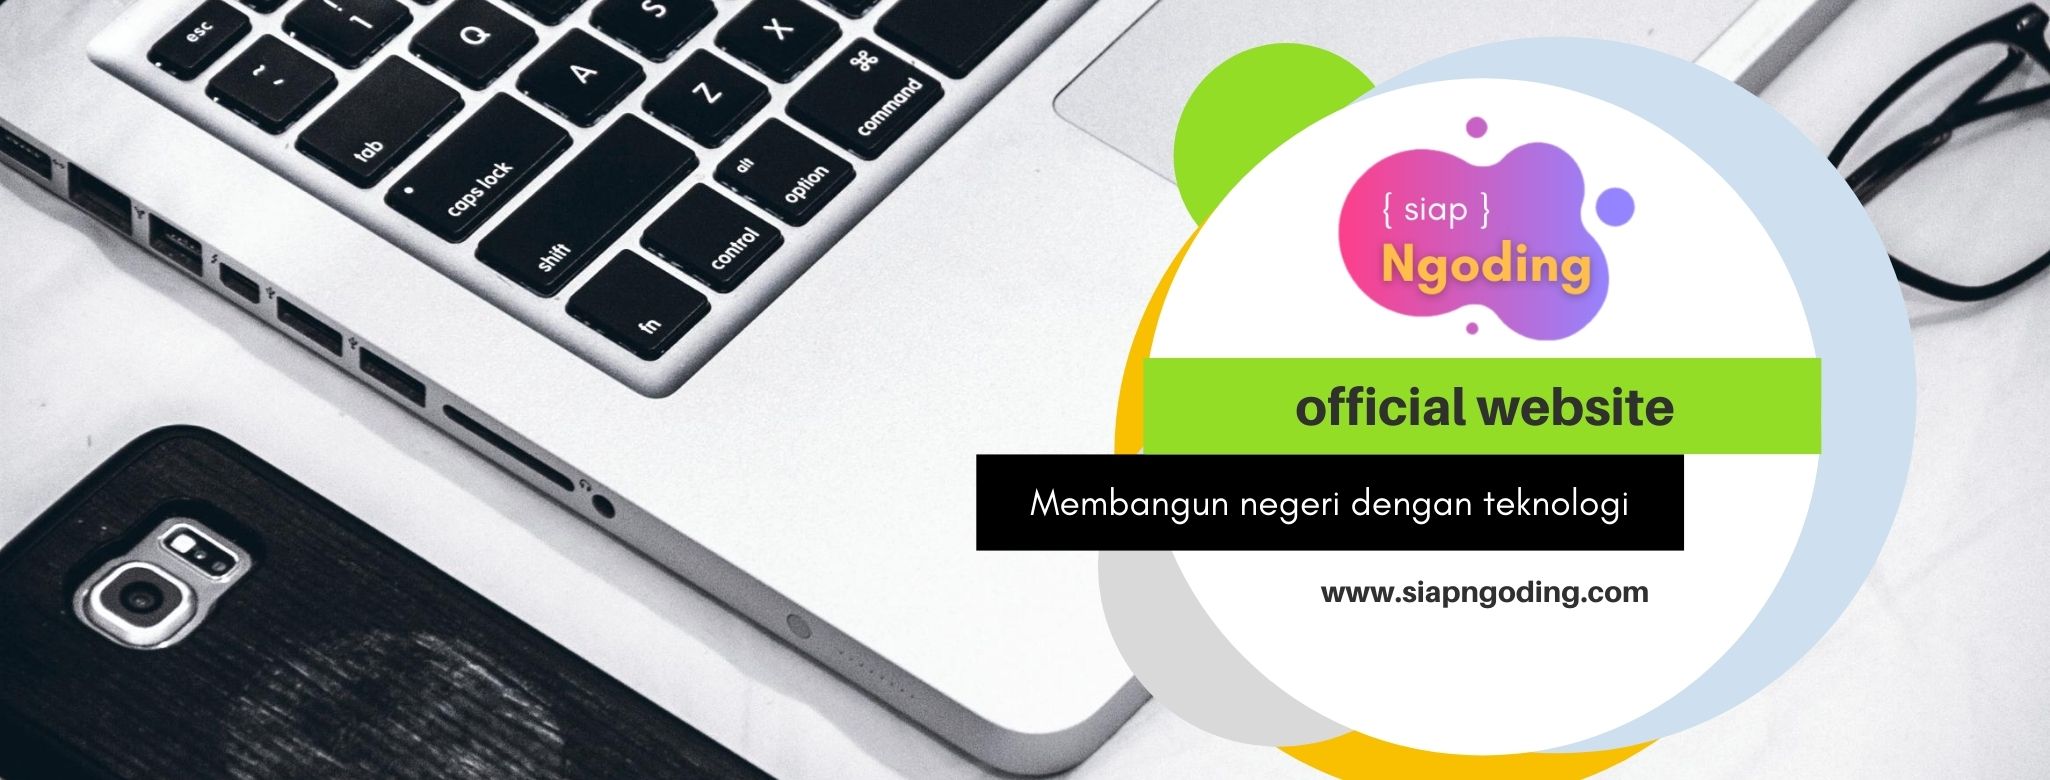 esc
! 1
Q
S
X
⌘
command
~ `
A
Z
tab
alt
option
caps lock
control
shift
fn
{ siap }
Ngoding
official website
Membangun negeri dengan teknologi
www.siapngoding.com